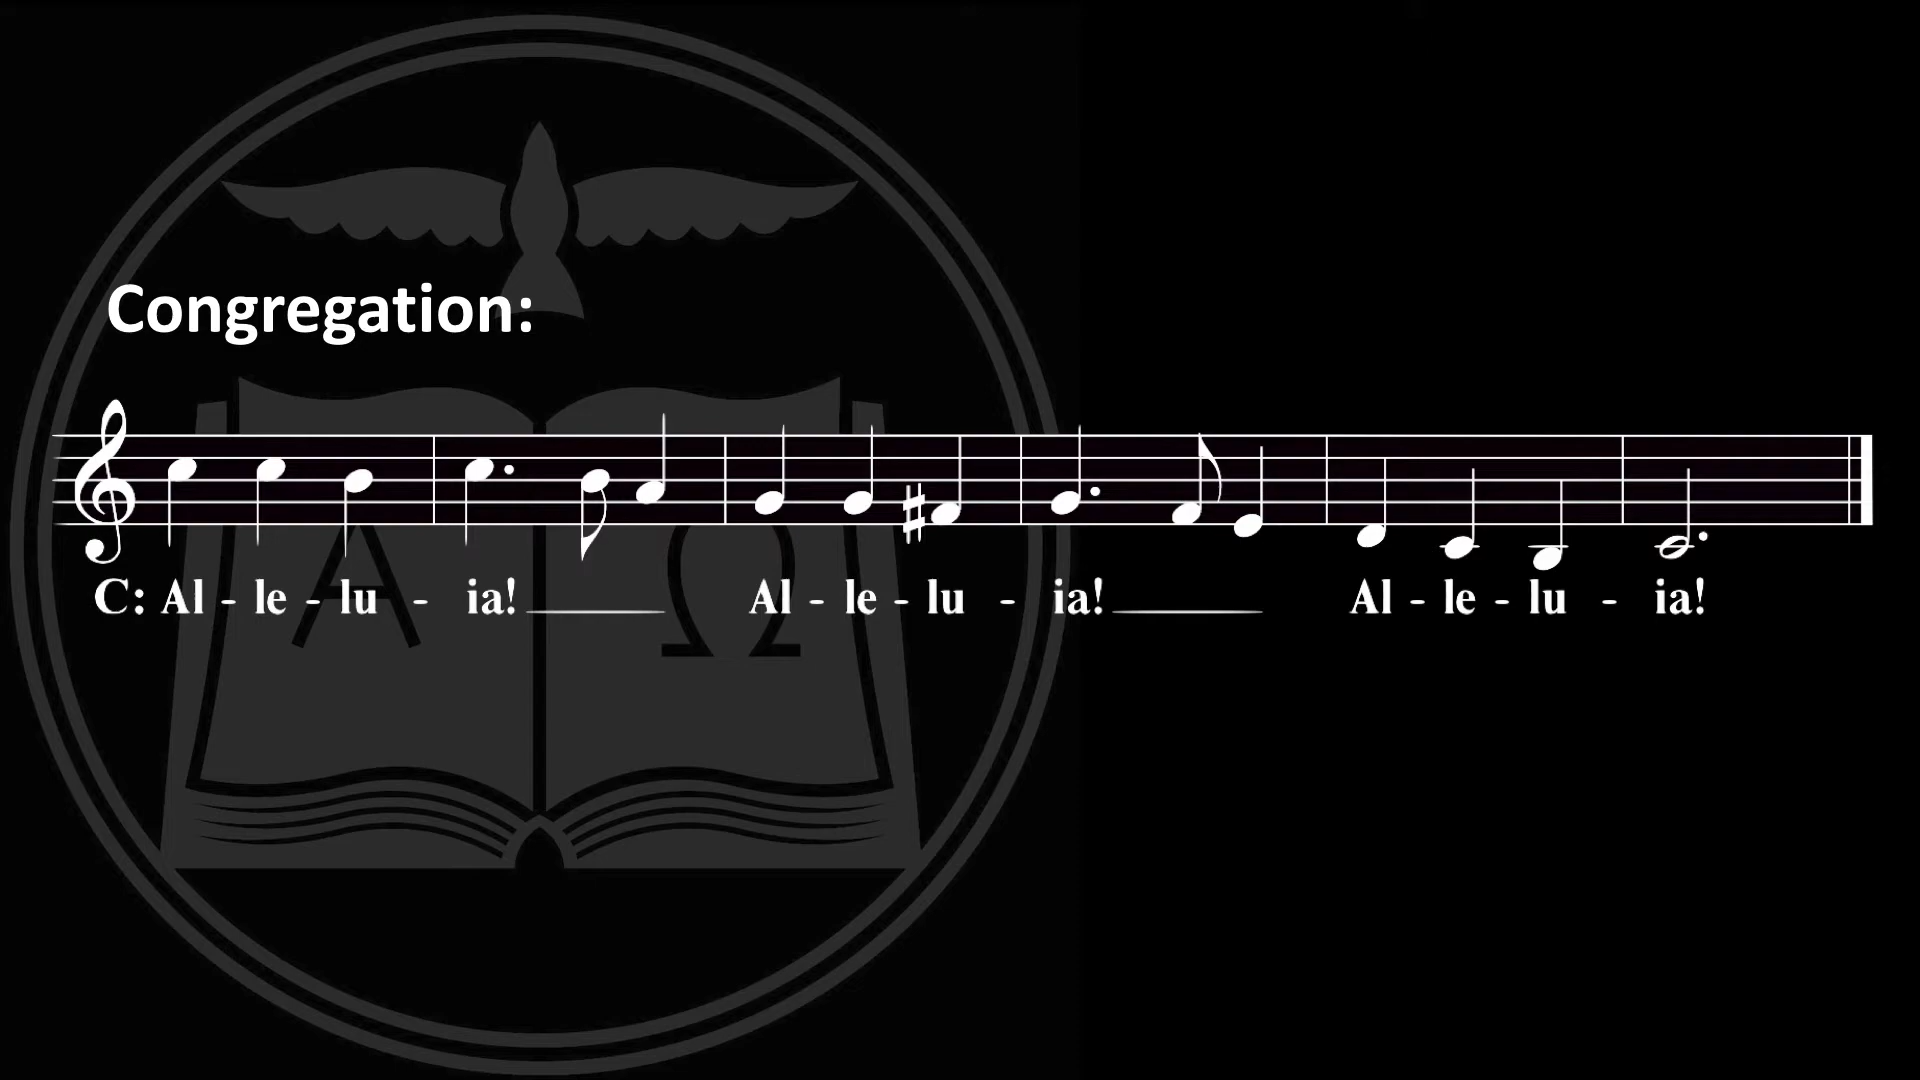 Congregation:
Α Ω
C: Al - le - lu - ia! Al - le - lu - ia! Al - le - lu - ia!